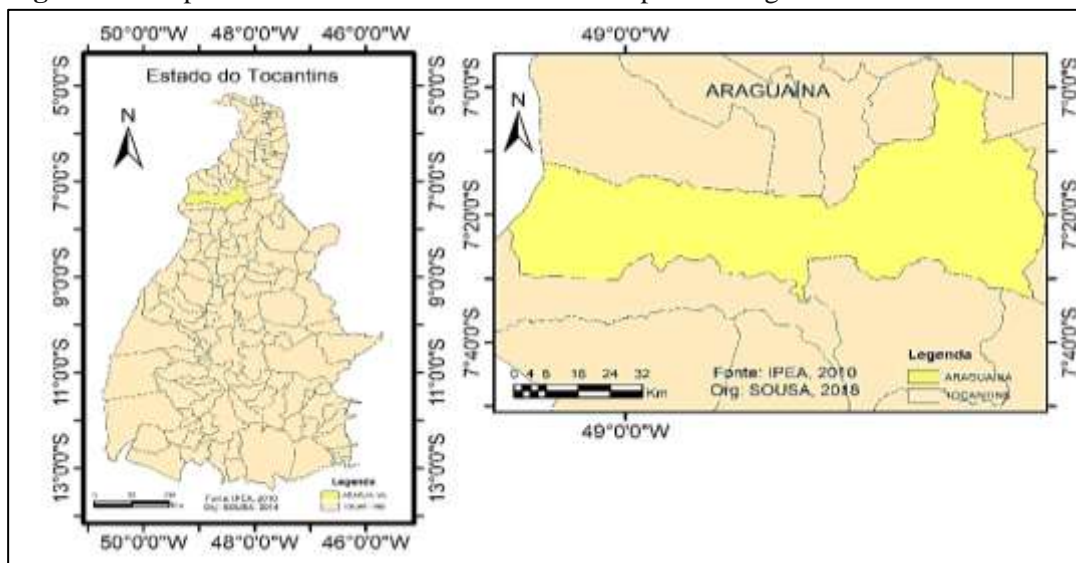 50°0'0"W 48°0'0"W 46°0'0"W
Estado do Tocantins
N
5°0'0"S
7°0'0"S
9°0'0"S
11°0'0"S
13°0'0"S
5°0'0"S
7°0'0"S
9°0'0"S
11°0'0"S
13°0'0"S
Legenda
Fonte: IPEA, 2010
50°0'0"W 48°0'0"W 46°0'0"W
49°0'0"W
ARAGUAÍNA
N
7°0'0"S
7°20'0"S
7°40'0"S
7°0'0"S
7°20'0"S
7°40'0"S
0 4 8 16 24 32
Km
Fonte: IPEA, 2010
Org: SOUSA, 2018
Legenda
ARAGUAÍNA
TOCANTINS
49°0'0"W